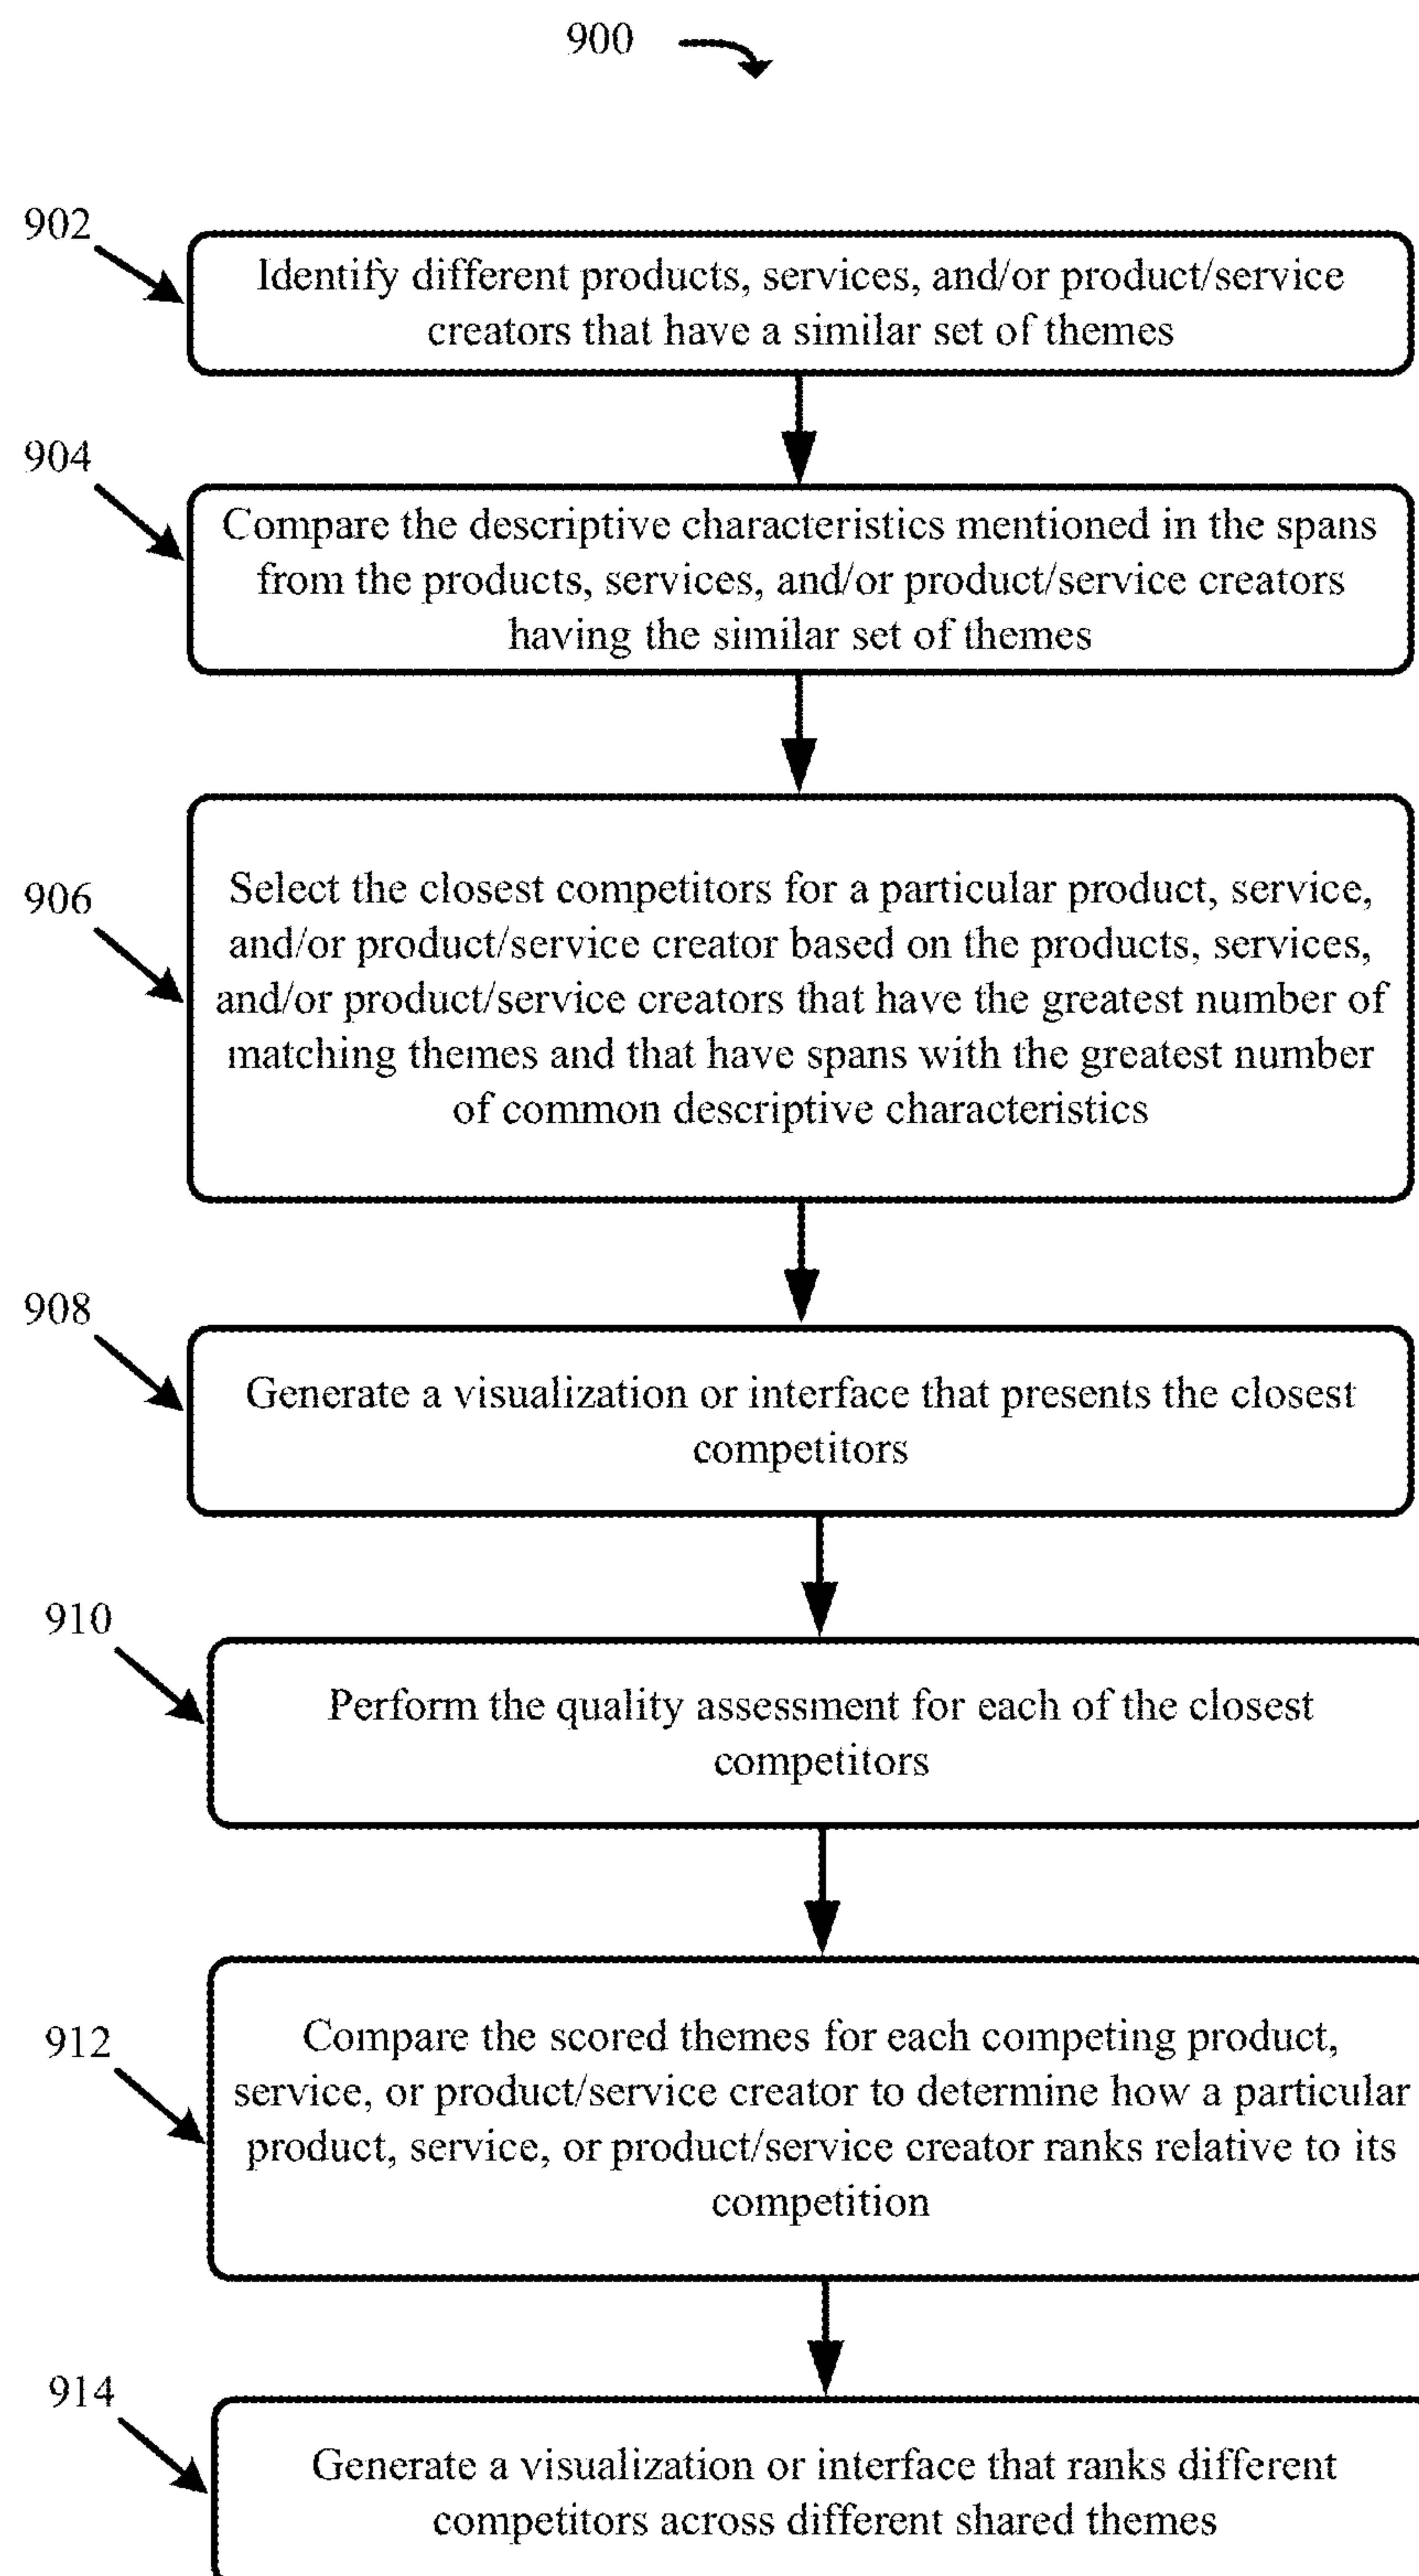 900
902
Identify different products, services, and/or product/service
creators that have a similar set of themes
904
Compare the descriptive characteristics mentioned in the spans
from the products, services, and/or product/service creators
having the similar set of themes
906
Select the closest competitors for a particular product, service,
and/or product/service creator based on the products, services,
and/or product/service creators that have the greatest number of
matching themes and that have spans with the greatest number
of common descriptive characteristics
908
Generate a visualization or interface that presents the closest
competitors
910
Perform the quality assessment for each of the closest
competitors
912
Compare the scored themes for each competing product,
service, or product/service creator to determine how a particular
product, service, or product/service creator ranks relative to its
competition
914
Generate a visualization or interface that ranks different
competitors across different shared themes